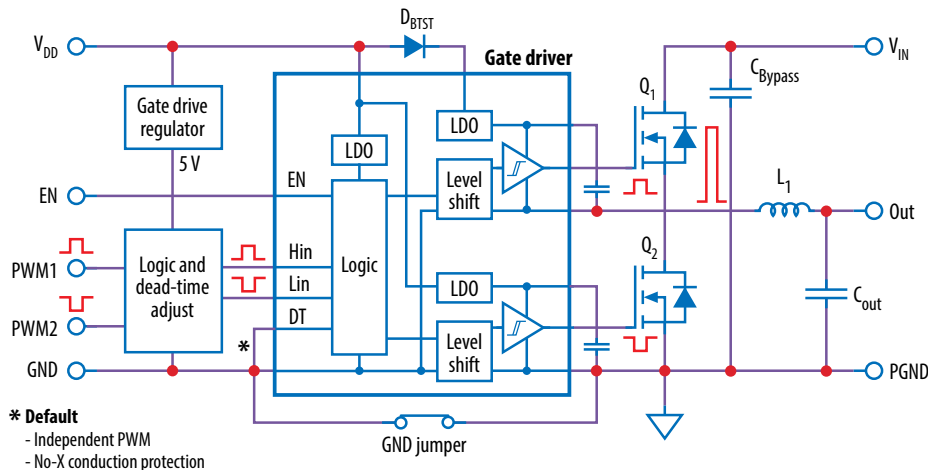 D_BTST
V_DD
Gate driver
V_IN
C_Bypass
Q_1
Gate drive
regulator
LDO
LDO
5 V
EN
EN
Level
shift
L_1
Out
PWM1
Logic and
dead-time
adjust
Hin
Lin
Logic
Q_2
LDO
C_out
PWM2
DT
*
Level
shift
GND
PGND
GND jumper
* Default
- Independent PWM
- No-X conduction protection